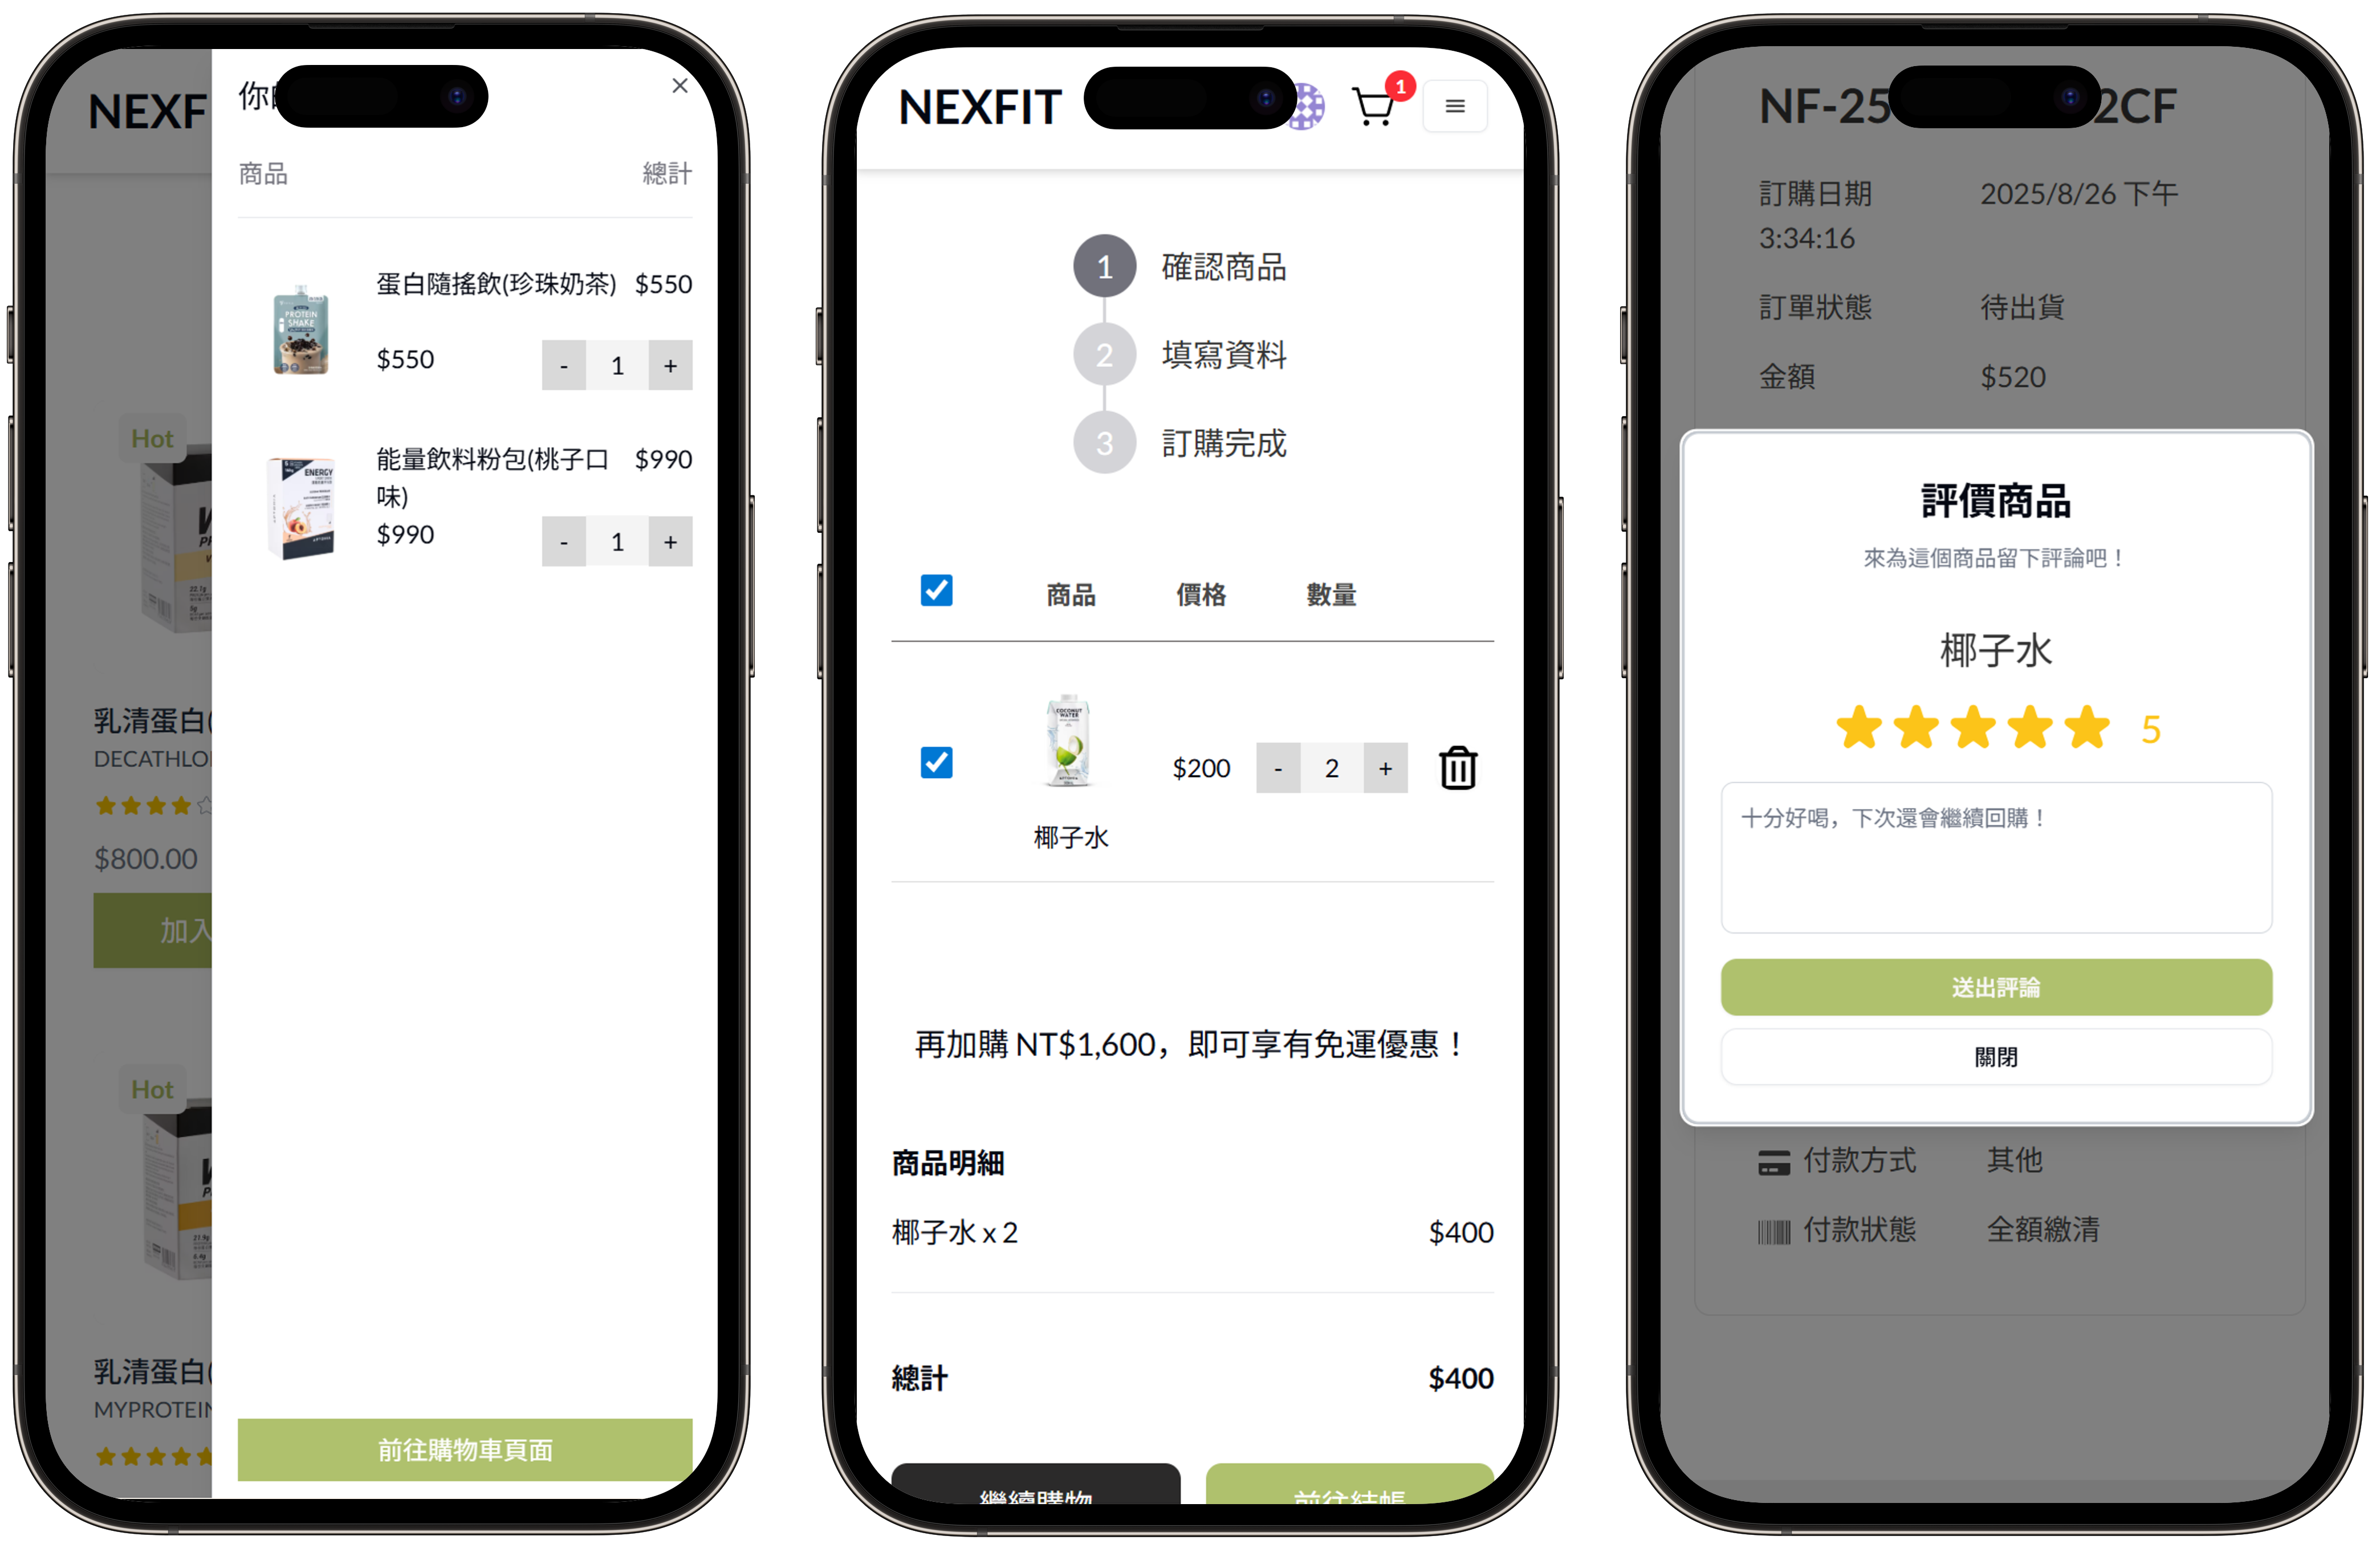 NEXF
你
×
商品 總計
PROTEIN
SHAKE
蛋白隨搖飲(珍珠奶茶) $550
$550 - 1 +
ENERGY
能量飲料粉包(桃子口 $990
味)
$990 - 1 +
Hot
乳清蛋白(
DECATHLO
$800.00
加入
Hot
乳清蛋白(
MYPROTEIN
前往購物車頁面
NEXFIT 1
1 確認商品
2 填寫資料
3 訂購完成
商品 價格 數量
COCONUT
WATER
$200 - 2 +
椰子水
再加購 NT$1,600，即可享有免運優惠！
商品明細
椰子水 x 2 $400
總計 $400
繼續購物 前往結帳
NF-25 2CF
訂購日期 2025/8/26 下午
3:34:16
訂單狀態 待出貨
金額 $520
評價商品
來為這個商品留下評論吧！
椰子水
5
十分好喝，下次還會繼續回購！
送出評論
關閉
付款方式 其他
付款狀態 全額繳清